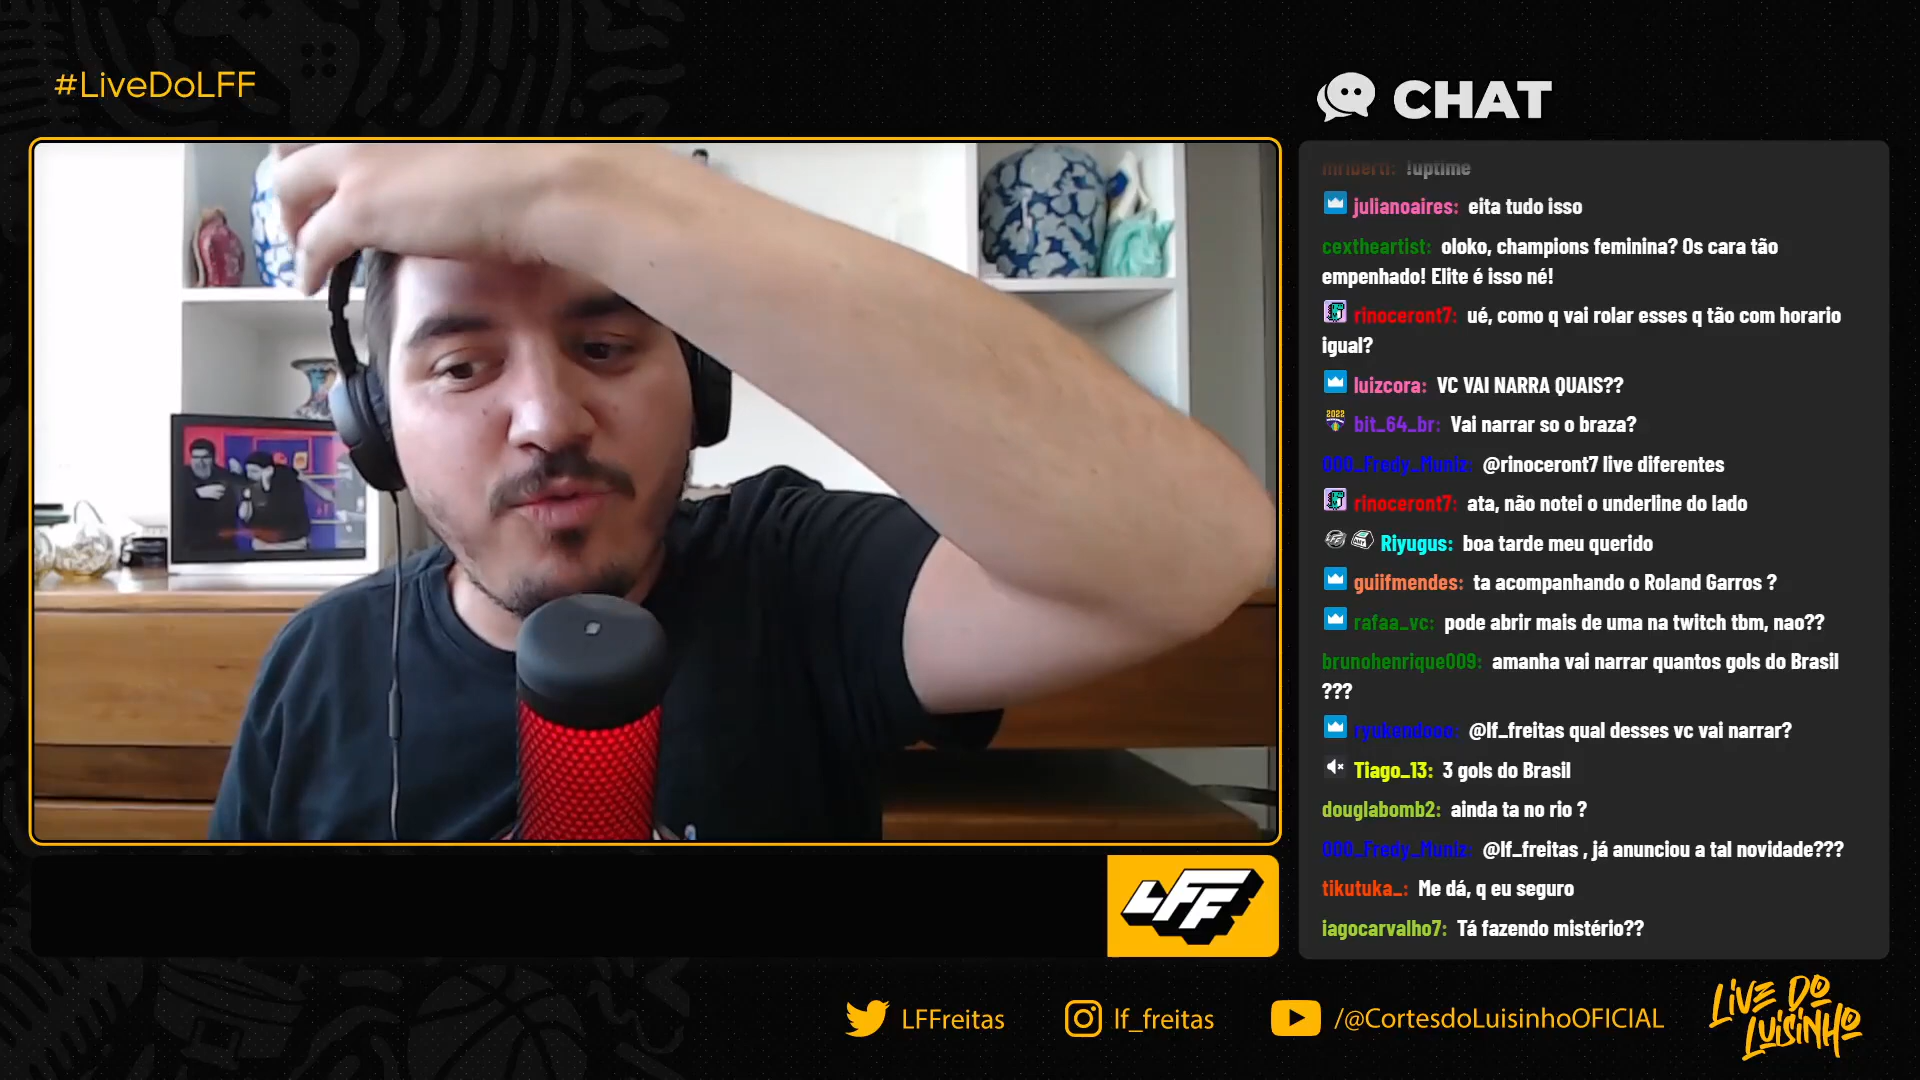 #LiveDoLFF
CHAT
!uptime
julianoaires: eita tudo isso
cextheartist: oloko, champions feminina? Os cara tão
empenhado! Elite é isso né!
rinoceront7: ué, como q vai rolar esses q tão com horario
igual?
luizcora: VC VAI NARRA QUAIS??
bit_64_br: Vai narrar so o braza?
000_Fredy_Muniz: @rinoceront7 live diferentes
rinoceront7: ata, não notei o underline do lado
Riyugus: boa tarde meu querido
guiifmendes: ta acompanhando o Roland Garros ?
rafaa_vc: pode abrir mais de uma na twitch tbm, nao??
brunohenrique009: amanha vai narrar quantos gols do Brasil
???
@lf_freitas qual desses vc vai narrar?
Tiago_13: 3 gols do Brasil
douglabomb2: ainda ta no rio ?
000_Fredy_Muniz: @lf_freitas , já anunciou a tal novidade???
tikutuka_: Me dá, q eu seguro
iagocarvalho7: Tá fazendo mistério??
LFF
LFFreitas
lf_freitas
/@CortesdoLuisinhoOFICIAL
LIVE DO
LUISINHO